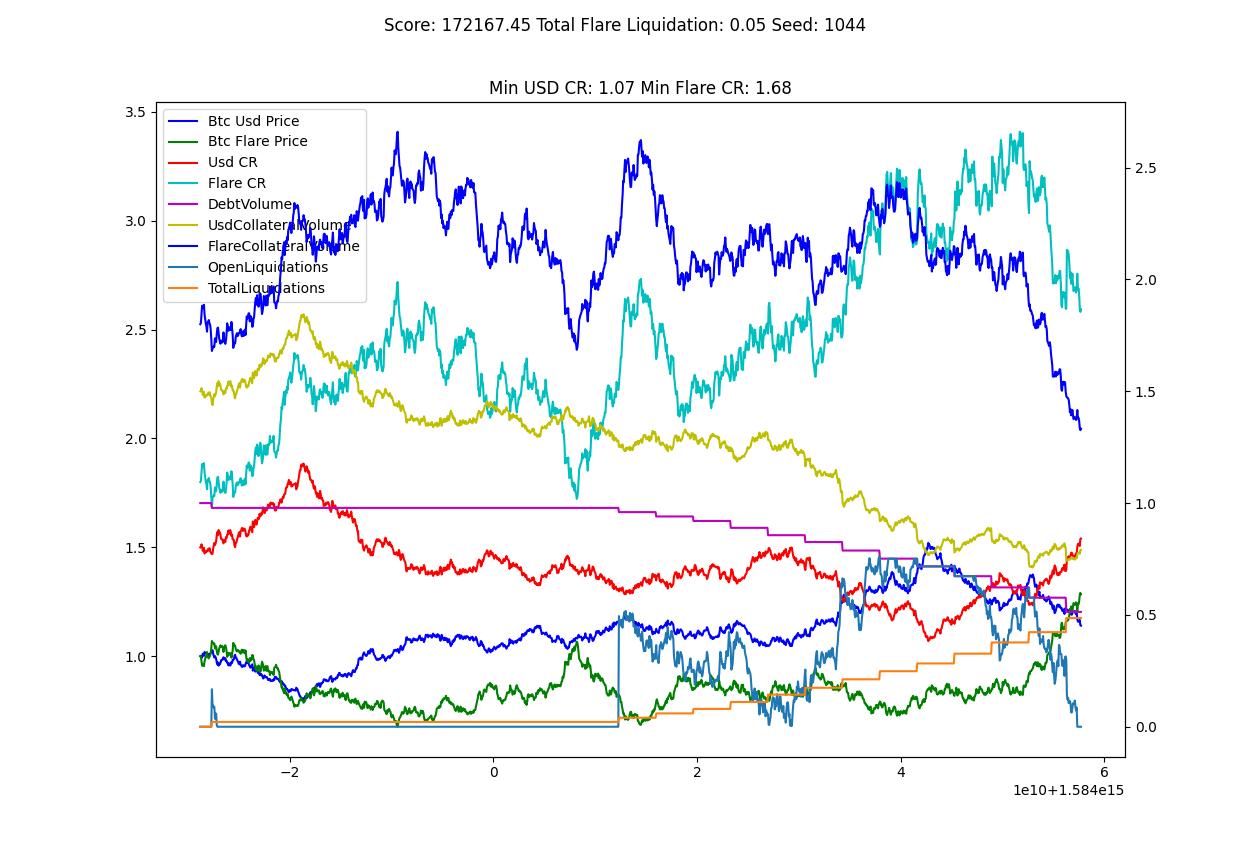 Score: 172167.45 Total Flare Liquidation: 0.05 Seed: 1044
Min USD CR: 1.07 Min Flare CR: 1.68
3.5
3.0
2.5
2.0
1.5
1.0
Btc Usd Price
Btc Flare Price
Usd CR
Flare CR
DebtVolume
UsdCollateralVolume
FlareCollateralVolume
OpenLiquidations
TotalLiquidations
2.5
2.0
1.5
1.0
0.5
0.0
−2 0 2 4 6
1e10+1.584e15